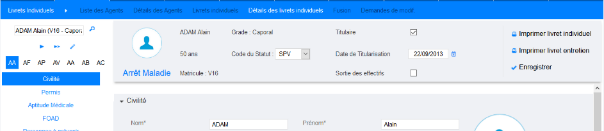 Livrets individuels Liste des Agents Détails des Agents Livrets individuels Détails des livrets individuels Fusion Demandes de modif.
ADAM Alain (V16 - Capor
AA AF AP AV AA AB AC
Civilité
Permis
Aptitude Médicale
FOAD
ADAM Alain Grade : Caporal Titulaire
50 ans Code du Statut : SPV Date de Titularisation 22/09/2013
Arrêt Maladie Matricule : V16 Sortie des effectifs
Imprimer livret individuel
Imprimer livret entretien
Enregistrer
Civilité
Nom* ADAM Prénom* Alain